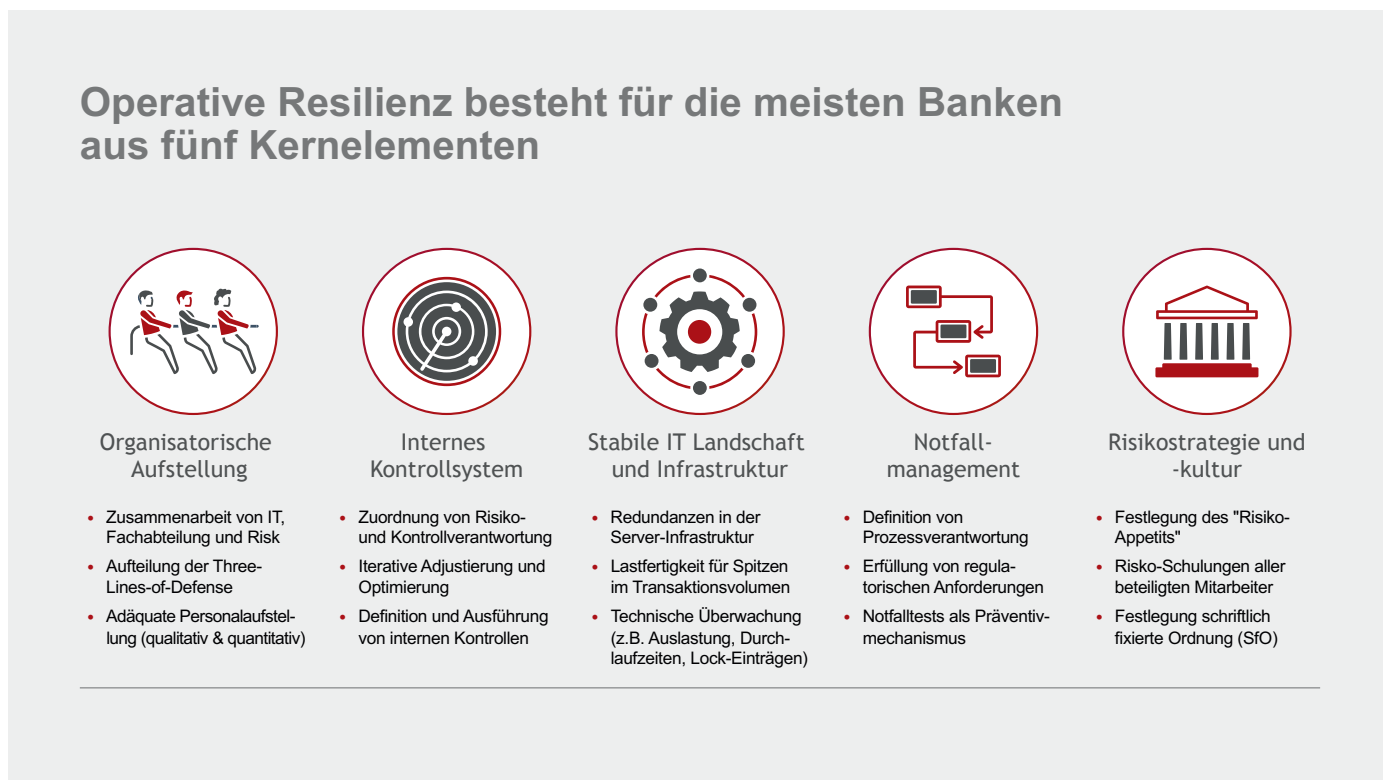 Operative Resilienz besteht für die meisten Banken
aus fünf Kernelementen
Organisatorische
Aufstellung
• Zusammenarbeit von IT,
Fachabteilung und Risk
• Aufteilung der Three-
Lines-of-Defense
• Adäquate Personalaufstel-
lung (qualitativ & quantitativ)
Internes
Kontrollsystem
• Zuordnung von Risiko-
und Kontrollverantwortung
• Iterative Adjustierung und
Optimierung
• Definition und Ausführung
von internen Kontrollen
Stabile IT Landschaft
und Infrastruktur
• Redundanzen in der
Server-Infrastruktur
• Lastfertigkeit für Spitzen
im Transaktionsvolumen
• Technische Überwachung
(z.B. Auslastung, Durch-
laufzeiten, Lock-Einträgen)
Notfall-
management
• Definition von
Prozessverantwortung
• Erfüllung von regula-
torischen Anforderungen
• Notfalltests als Präventiv-
mechanismus
Risikostrategie und
-kultur
• Festlegung des "Risiko-
Appetits"
• Risko-Schulungen aller
beteiligten Mitarbeiter
• Festlegung schriftlich
fixierte Ordnung (SfO)